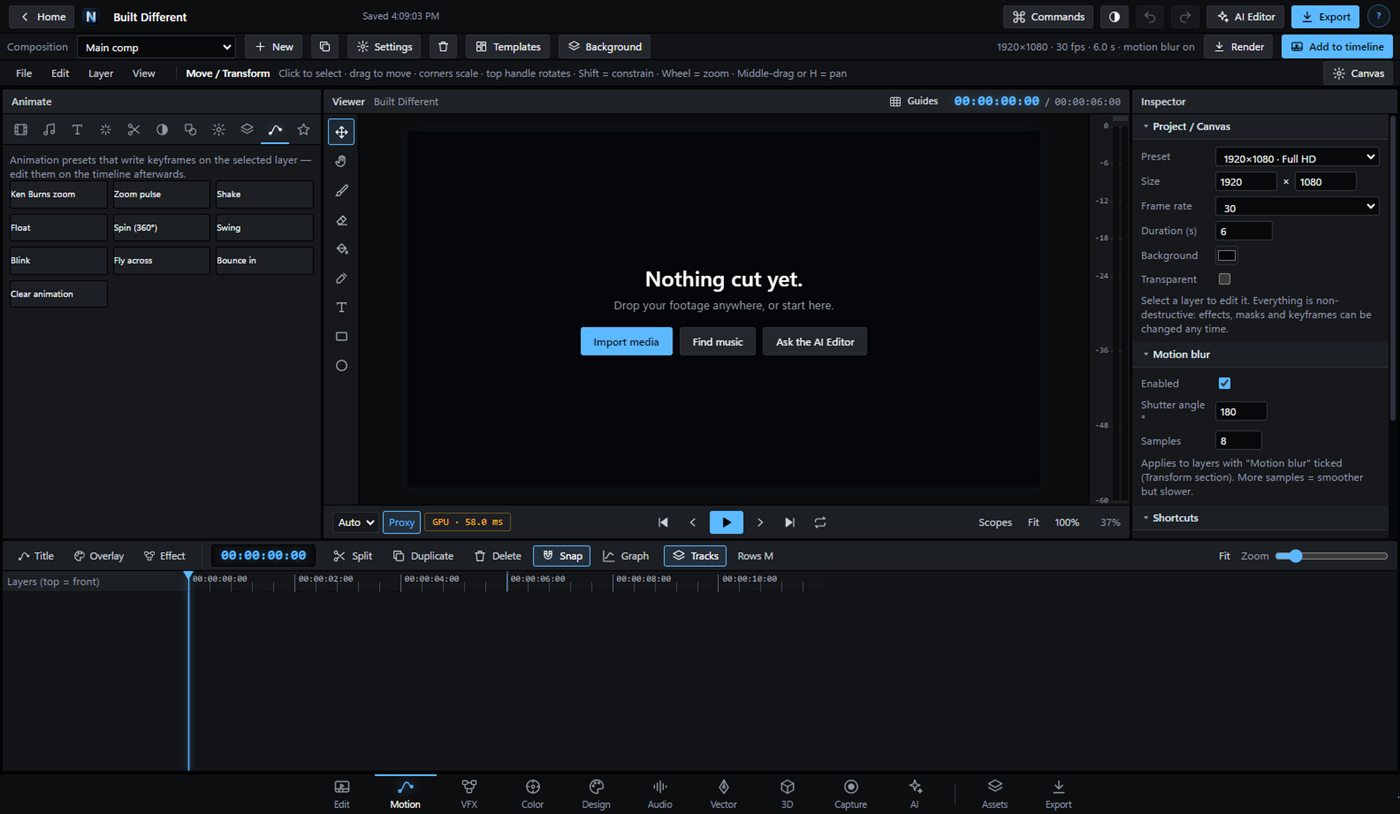 Home
N
Built Different
Saved 4:09:03 PM
Commands
AI Editor
Export
?
Composition
Main comp
New
Settings
Templates
Background
1920×1080 · 30 fps · 6.0 s · motion blur on
Render
Add to timeline
File
Edit
Layer
View
Move / Transform
Click to select · drag to move · corners scale · top handle rotates · Shift = constrain · Wheel = zoom · Middle-drag or H = pan
Canvas
Animate
Animation presets that write keyframes on the selected layer —
edit them on the timeline afterwards.
Ken Burns zoom
Zoom pulse
Shake
Float
Spin (360°)
Swing
Blink
Fly across
Bounce in
Clear animation
Viewer
Built Different
Guides
00:00:00:00
/ 00:00:06:00
Nothing cut yet.
Drop your footage anywhere, or start here.
Import media
Find music
Ask the AI Editor
0
-6
-12
-18
-24
-36
-48
-60
Auto
Proxy
GPU · 58.0 ms
Scopes
Fit
100%
37%
Inspector
Project / Canvas
Preset
1920×1080 · Full HD
Size
1920
×
1080
Frame rate
30
Duration (s)
6
Background
Transparent
Select a layer to edit it. Everything is non-
destructive: effects, masks and keyframes can be
changed any time.
Motion blur
Enabled
Shutter angle
°
180
Samples
8
Applies to layers with "Motion blur" ticked
(Transform section). More samples = smoother
but slower.
Shortcuts
Title
Overlay
Effect
00:00:00:00
Split
Duplicate
Delete
Snap
Graph
Tracks
Rows M
Fit
Zoom
Layers (top = front)
00:00:00:00
00:00:02:00
00:00:04:00
00:00:06:00
00:00:08:00
00:00:10:00
Edit
Motion
VFX
Color
Design
Audio
Vector
3D
Capture
AI
Assets
Export